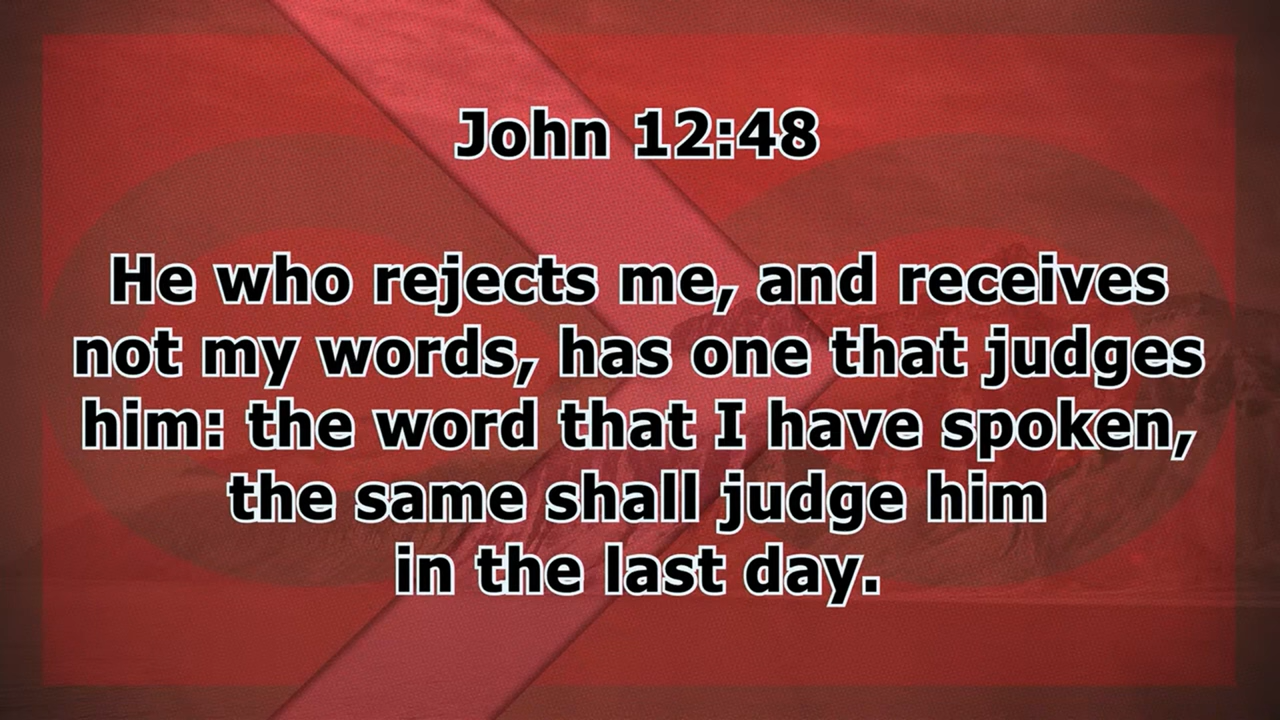 John 12:48
He who rejects me, and receives
not my words, has one that judges
him: the word that I have spoken,
the same shall judge him
in the last day.